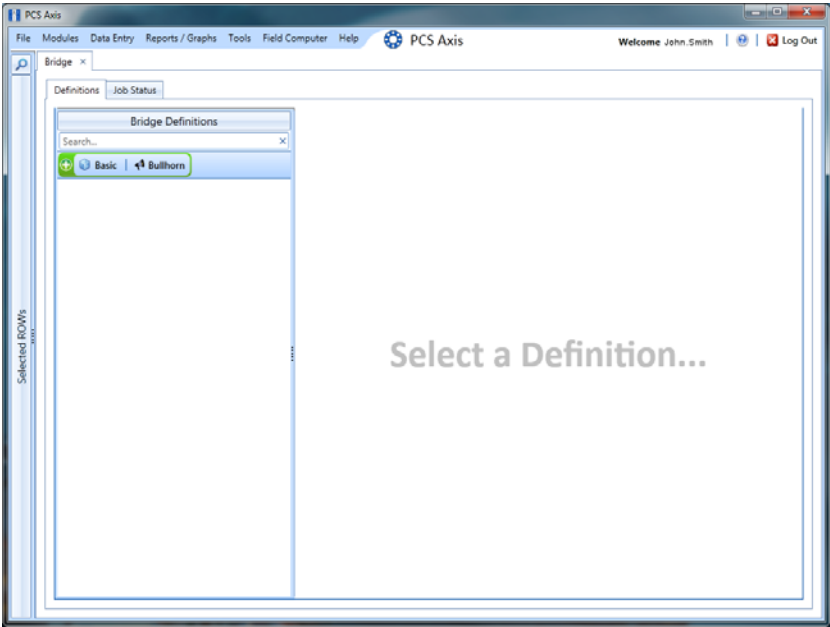 PCS Axis
File Modules Data Entry Reports / Graphs Tools Field Computer Help PCS Axis Welcome John.Smith | Log Out
Bridge ×
Definitions Job Status
Bridge Definitions
Search... ×
Basic | Bullhorn
Selected ROWs
Select a Definition...